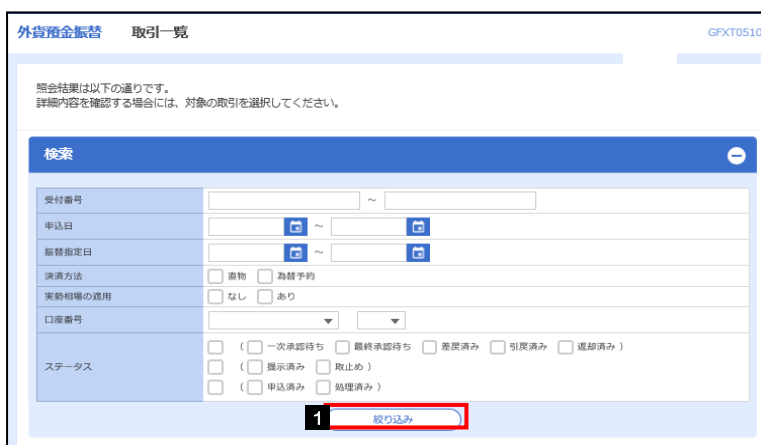 外貨預金振替 取引一覧 GFXT0510
照会結果は以下の通りです。
詳細内容を確認する場合には、対象の取引を選択してください。
検索
受付番号 ～
申込日 ～
振替指定日 ～
決済方法 直物 為替予約
実勢相場の適用 なし あり
口座番号
ステータス
( 一次承認待ち 最終承認待ち 差戻済み 引戻済み 返却済み )
( 提示済み 取止め )
( 申込済み 処理済み )
1 絞り込み